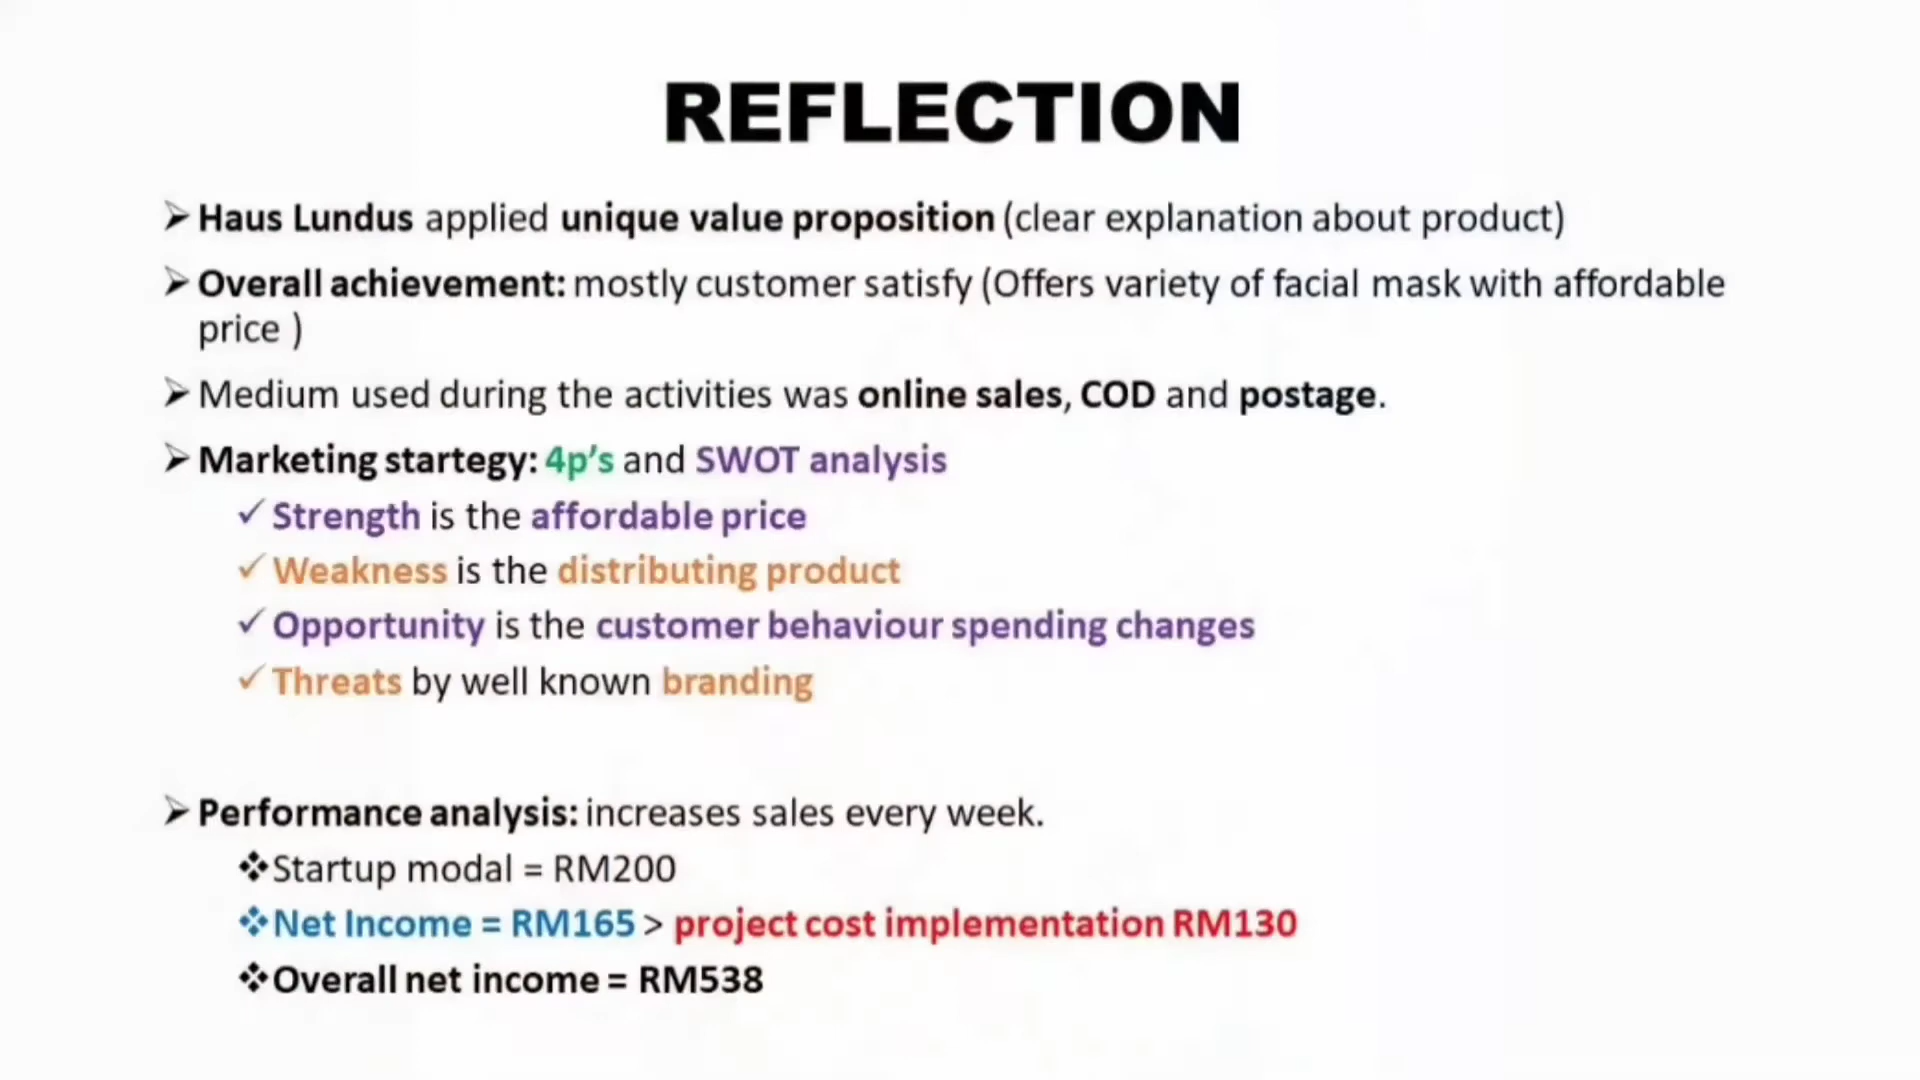 REFLECTION
Haus Lundus applied unique value proposition (clear explanation about product)
Overall achievement: mostly customer satisfy (Offers variety of facial mask with affordable
price )
Medium used during the activities was online sales, COD and postage.
Marketing startegy: 4p's and SWOT analysis
Strength is the affordable price
Weakness is the distributing product
Opportunity is the customer behaviour spending changes
Threats by well known branding
Performance analysis: increases sales every week.
Startup modal = RM200
Net Income = RM165 > project cost implementation RM130
Overall net income = RM538